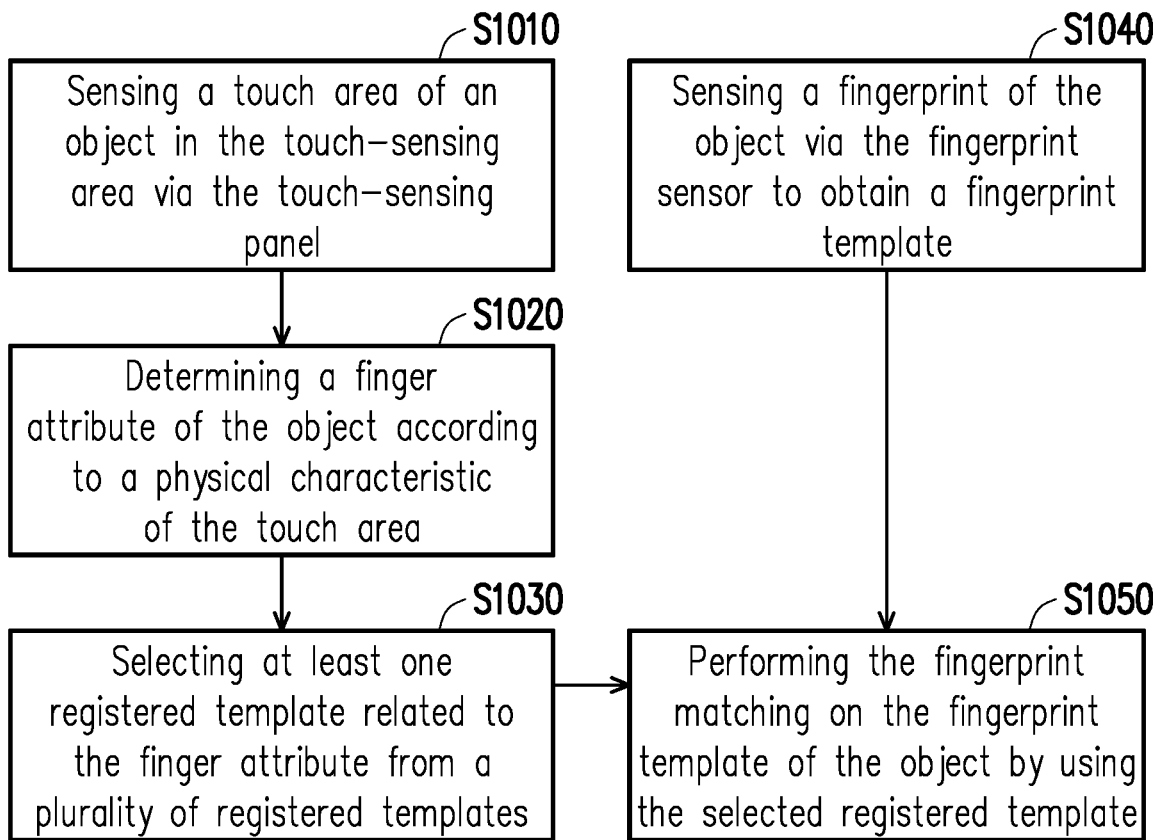 S1010
Sensing a touch area of an
object in the touch-sensing
area via the touch-sensing
panel
S1020
Determining a finger
attribute of the object according
to a physical characteristic
of the touch area
S1030
Selecting at least one
registered template related to
the finger attribute from a
plurality of registered templates
S1040
Sensing a fingerprint of the
object via the fingerprint
sensor to obtain a fingerprint
template
S1050
Performing the fingerprint
matching on the fingerprint
template of the object by using
the selected registered template